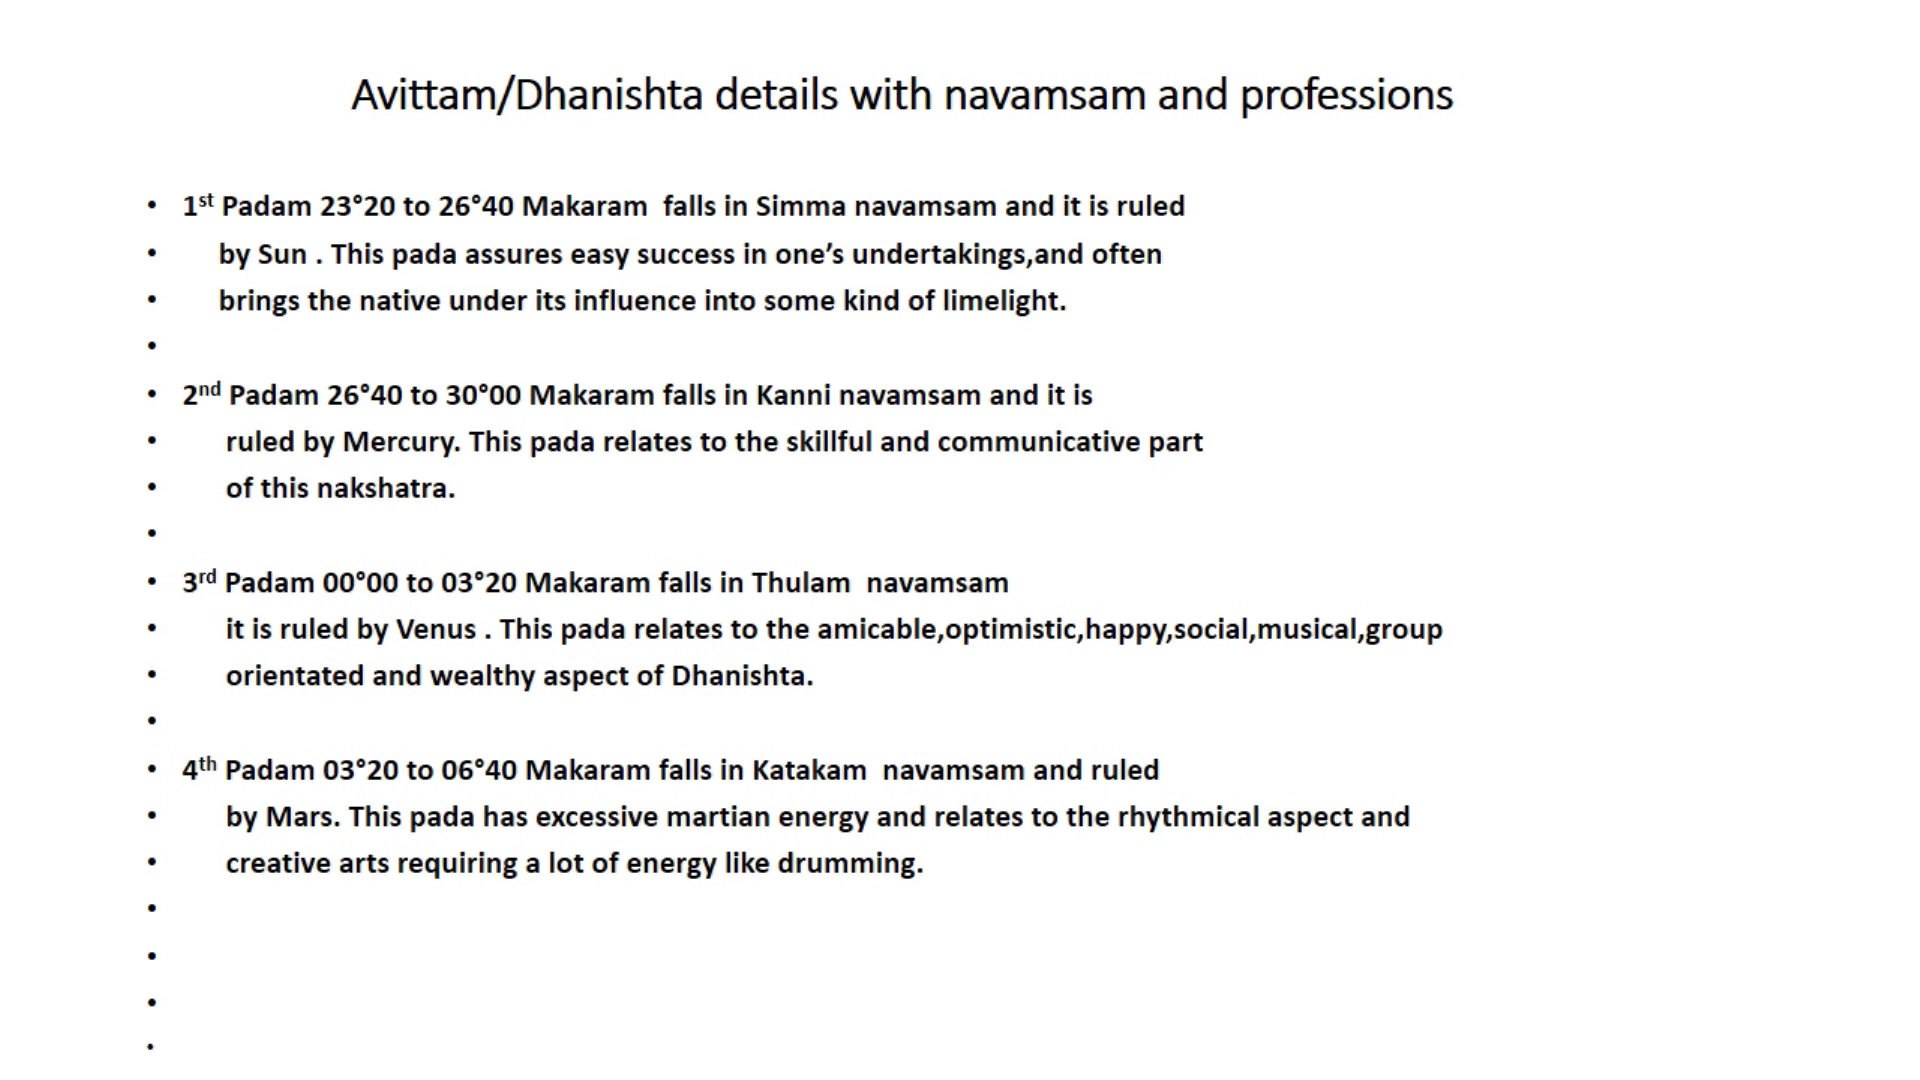 Avittam/Dhanishta details with navamsam and professions
• 1st Padam 23°20 to 26°40 Makaram  falls in Simma navamsam and it is ruled
• by Sun . This pada assures easy success in one’s undertakings,and often
• brings the native under its influence into some kind of limelight.
•
• 2nd Padam 26°40 to 30°00 Makaram falls in Kanni navamsam and it is
• ruled by Mercury. This pada relates to the skillful and communicative part
• of this nakshatra.
•
• 3rd Padam 00°00 to 03°20 Makaram falls in Thulam  navamsam
• it is ruled by Venus . This pada relates to the amicable,optimistic,happy,social,musical,group
• orientated and wealthy aspect of Dhanishta.
•
• 4th Padam 03°20 to 06°40 Makaram falls in Katakam  navamsam and ruled
• by Mars. This pada has excessive martian energy and relates to the rhythmical aspect and
• creative arts requiring a lot of energy like drumming.
•
•
•
•